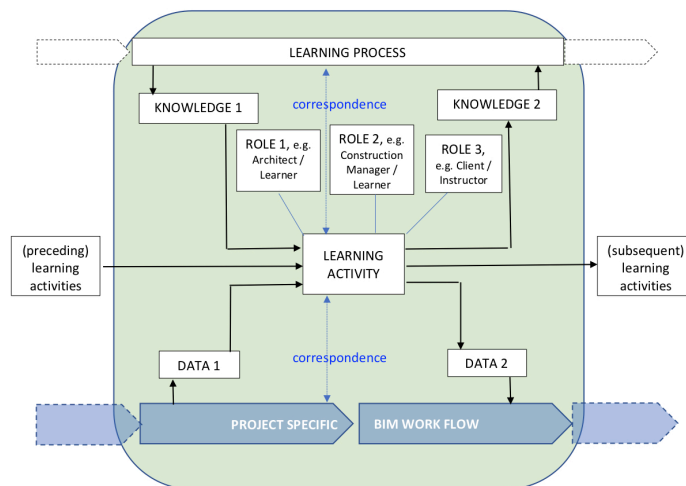 LEARNING PROCESS
KNOWLEDGE 1
correspondence
KNOWLEDGE 2
ROLE 1, e.g.
Architect /
Learner
ROLE 2, e.g.
Construction
Manager /
Learner
ROLE 3,
e.g. Client /
Instructor
(preceding)
learning
activities
LEARNING
ACTIVITY
(subsequent)
learning
activities
correspondence
DATA 1
DATA 2
PROJECT SPECIFIC
BIM WORK FLOW